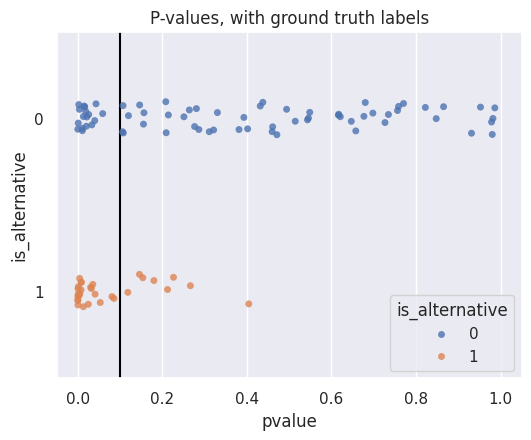 P-values, with ground truth labels
is_alternative
0
1
is_alternative
0
1
0.0 0.2 0.4 0.6 0.8 1.0
pvalue